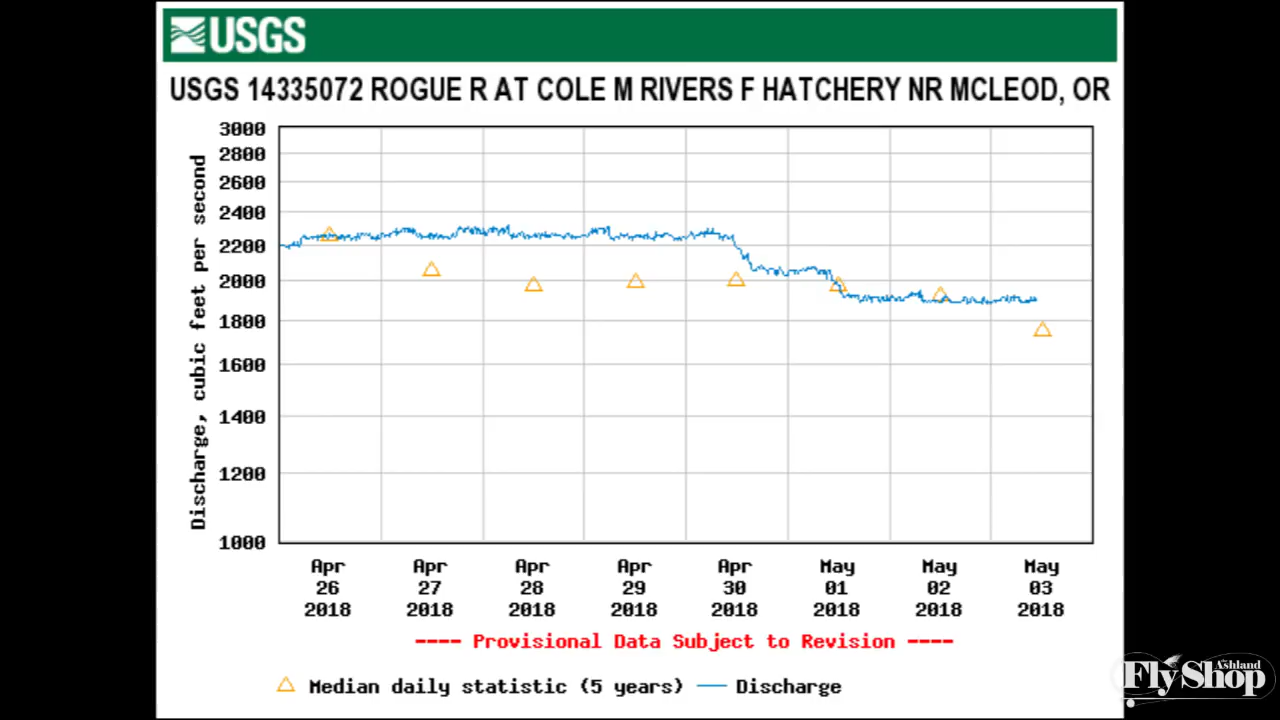 USGS
USGS 14335072 ROGUE R AT COLE M RIVERS F HATCHERY NR MCLEOD, OR
Discharge, cubic feet per second
3000
2800
2600
2400
2200
2000
1800
1600
1400
1200
1000
Apr 26 2018
Apr 27 2018
Apr 28 2018
Apr 29 2018
Apr 30 2018
May 01 2018
May 02 2018
May 03 2018
---- Provisional Data Subject to Revision ----
Median daily statistic (5 years)
Discharge
The Ashland
Fly Shop